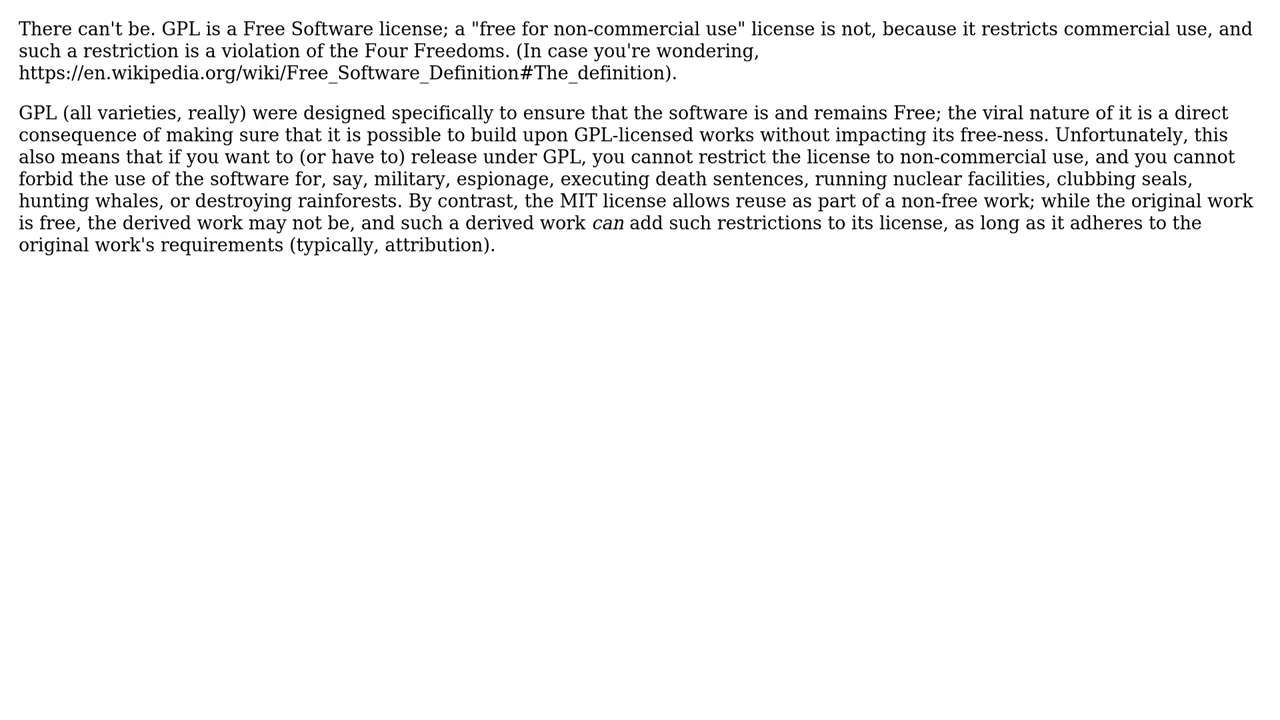 There can't be. GPL is a Free Software license; a "free for non-commercial use" license is not, because it restricts commercial use, and
such a restriction is a violation of the Four Freedoms. (In case you're wondering,
https://en.wikipedia.org/wiki/Free_Software_Definition#The_definition).
GPL (all varieties, really) were designed specifically to ensure that the software is and remains Free; the viral nature of it is a direct
consequence of making sure that it is possible to build upon GPL-licensed works without impacting its free-ness. Unfortunately, this
also means that if you want to (or have to) release under GPL, you cannot restrict the license to non-commercial use, and you cannot
forbid the use of the software for, say, military, espionage, executing death sentences, running nuclear facilities, clubbing seals,
hunting whales, or destroying rainforests. By contrast, the MIT license allows reuse as part of a non-free work; while the original work
is free, the derived work may not be, and such a derived work can add such restrictions to its license, as long as it adheres to the
original work's requirements (typically, attribution).